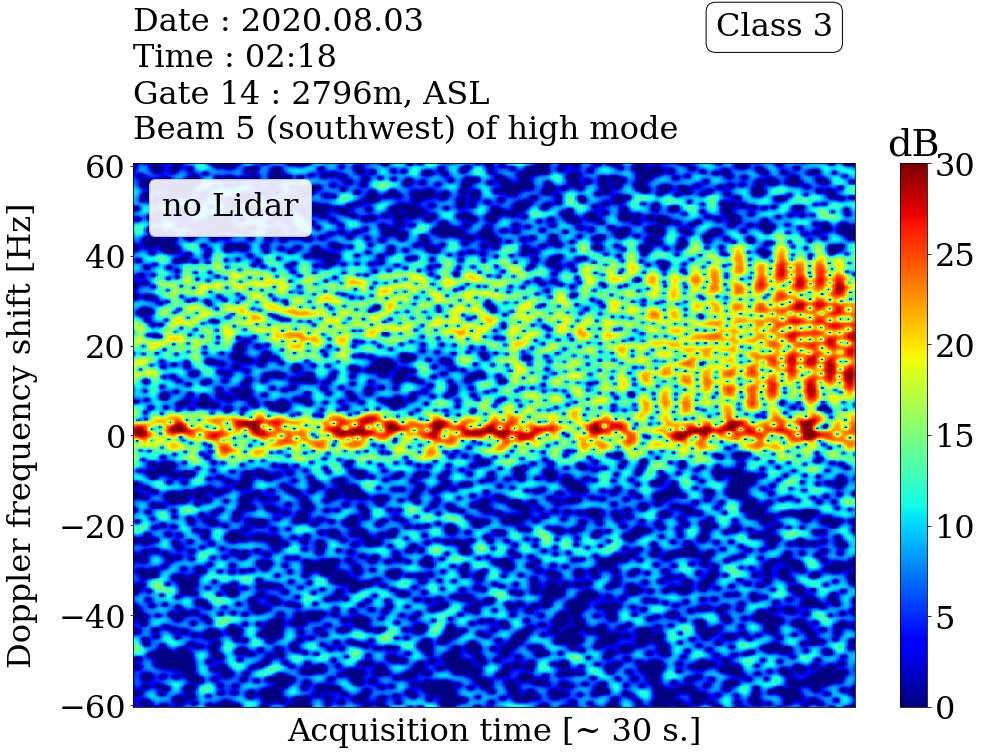 Date : 2020.08.03
Class 3
Time : 02:18
Gate 14 : 2796m, ASL
Beam 5 (southwest) of high mode
dB
no Lidar
60
40
20
0
−20
−40
−60
Doppler frequency shift [Hz]
30
25
20
15
10
5
0
Acquisition time [~ 30 s.]